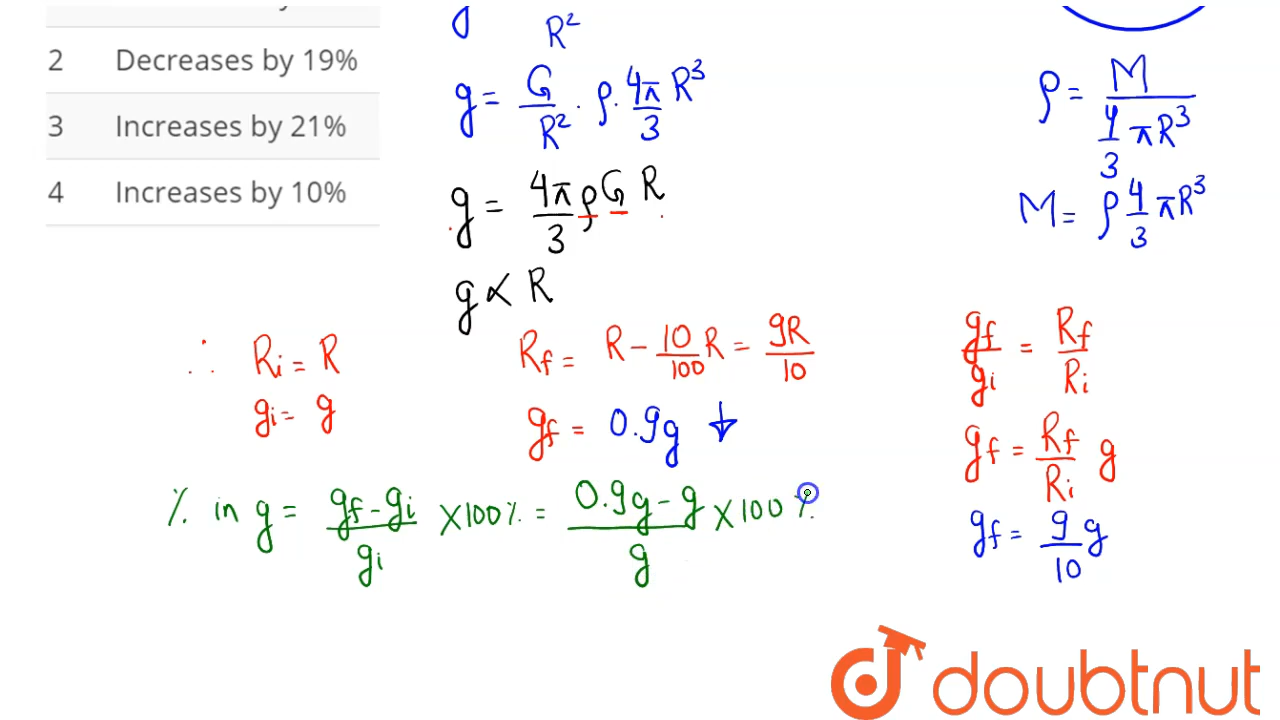 g
R²
2 Decreases by 19%
g = G/R² · ρ · 4π/3 R³
ρ = M / 4/3 πR³
3 Increases by 21%
4 Increases by 10%
g = 4π/3 ρG R
M = ρ 4/3 πR³
g ∝ R
∴ Ri = R
Rf = R – 10/100 R = 9R/10
gf/gi = Rf/Ri
gi = g
gf = 0.9g ↓
gf = Rf/Ri g
% in g = gf – gi / gi × 100% = 0.9g – g / g × 100%
gf = 9/10 g
doubtnut